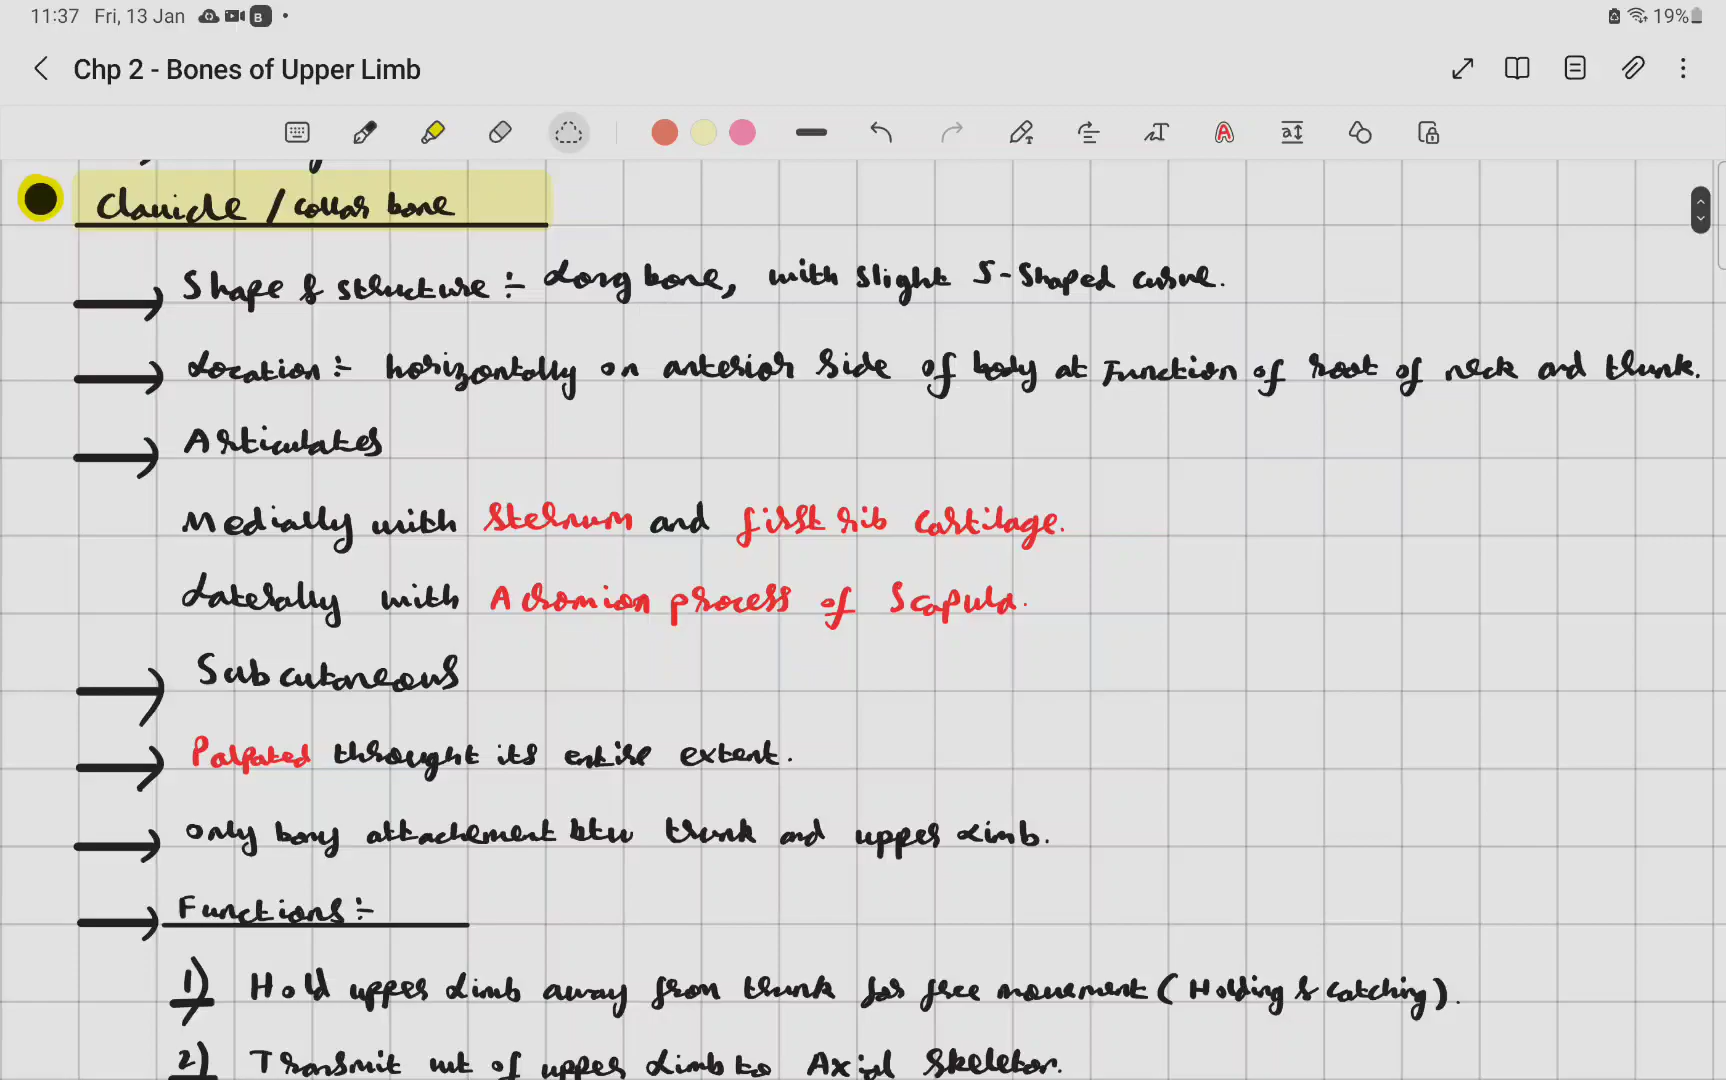 11:37 Fri, 13 Jan
19%
Chp 2 - Bones of Upper Limb
Clavicle / collar bone
Shape & structure :- Long bone, with slight S-shaped curve.
Location :- horizontally on anterior side of body at Junction of root of neck and trunk.
Articulates
Medially with Sternum and first rib cartilage.
Laterally with Acromion process of Scapula.
Subcutaneous
Palpated throught its entire extent.
only bony attachement btw trunk and upper Limb.
Functions :-
1) Hold upper Limb away from trunk for free movement ( Holding & catching ).
2) Transmit wt of upper Limb to Axial skeleton.